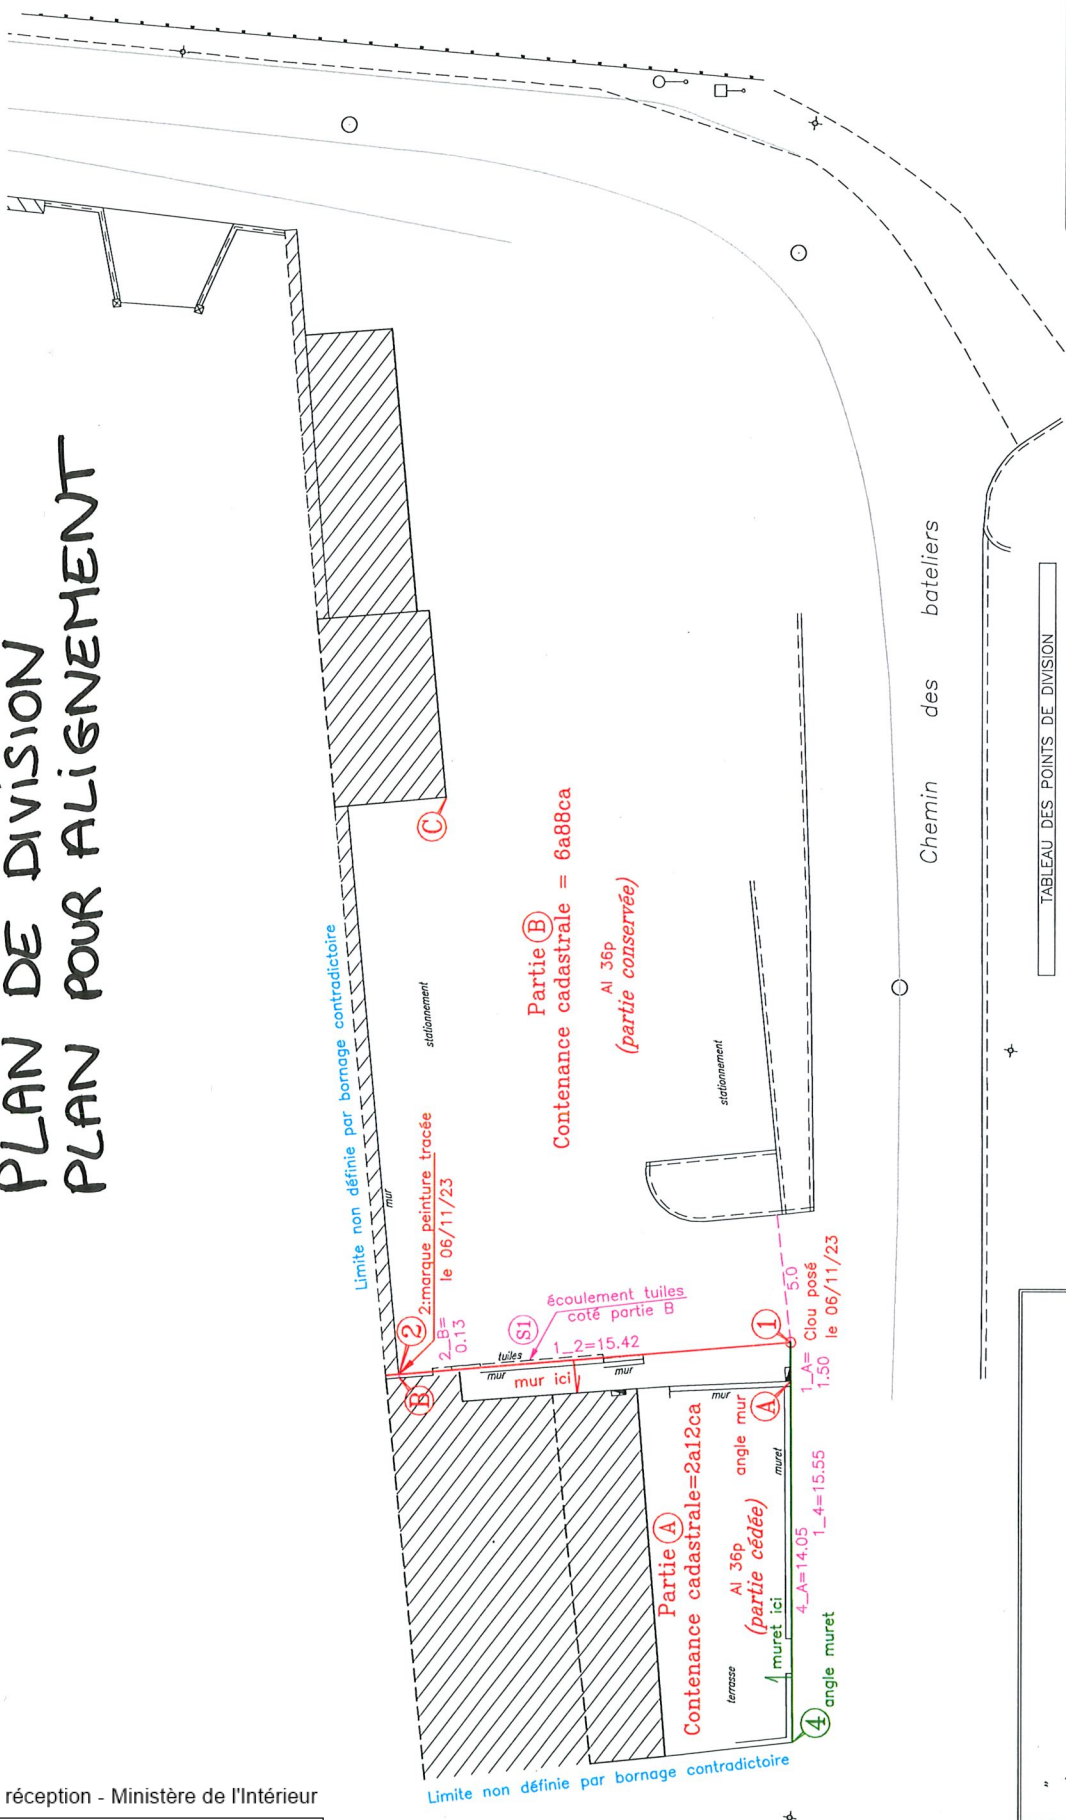 PLAN DE DIVISION
PLAN POUR ALIGNEMENT
Limite non définie par bornage contradictoire
mur
stationnement
C
Partie B
Contenance cadastrale = 6a88ca
AI 36p
(partie conservée)
stationnement
Chemin des bateliers
TABLEAU DES POINTS DE DIVISION
2:marque peinture tracée
le 06/11/23
2
2_B=
0.13
B
S1
écoulement tuiles
coté partie B
tuiles
1_2=15.42
mur
mur ici
mur
1
5.0
Clou posé
le 06/11/23
1_A=
1.50
A
mur
angle mur
muret
Partie A
Contenance cadastrale=2a12ca
AI 36p
(partie cédée)
muret ici
terrasse
4_A=14.05
1_4=15.55
4
angle muret
Limite non définie par bornage contradictoire
réception - Ministère de l'Intérieur
"